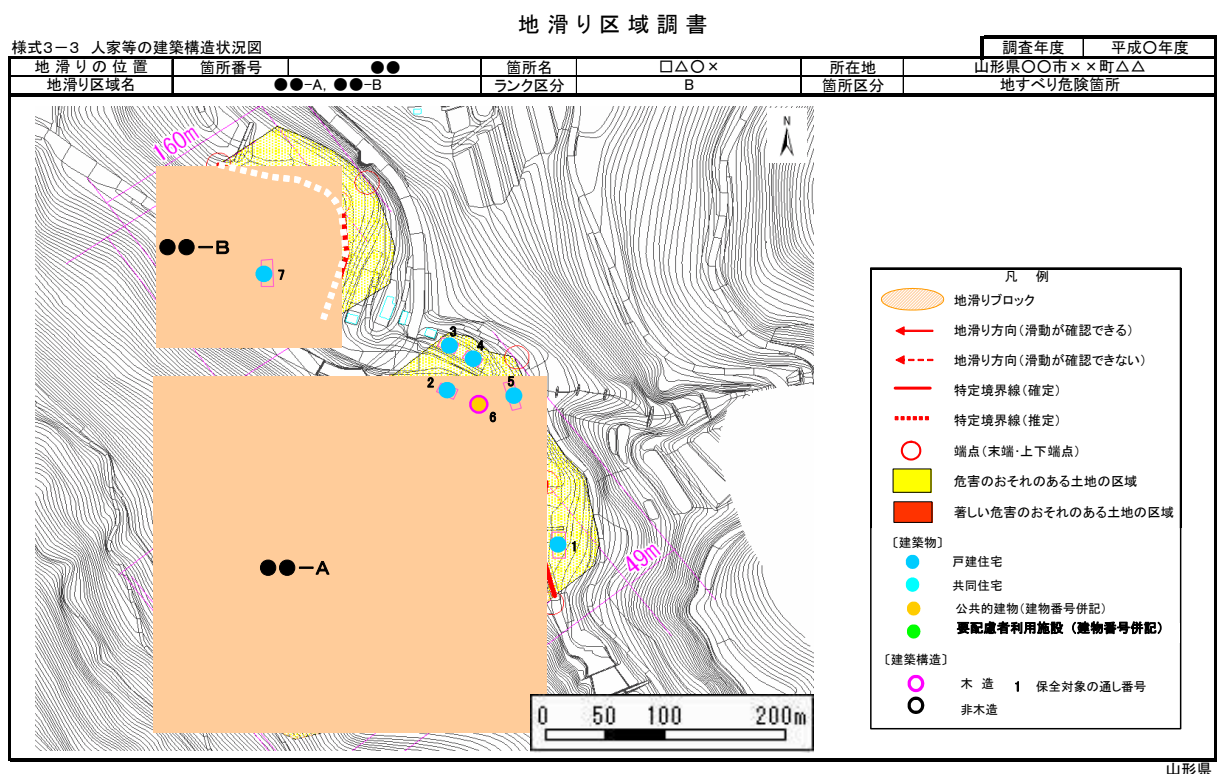 地滑り区域調書
様式3-3 人家等の建築構造状況図
調査年度 平成〇年度
地滑りの位置 箇所番号 ●● 箇所名 □△〇× 所在地 山形県〇〇市××町△△
地滑り区域名 ●●-A, ●●-B ランク区分 B 箇所区分 地すべり危険箇所
N
160m
●●-B
7
3
4
2
5
6
1
49m
●●-A
0 50 100 200m
凡 例
地滑りブロック
地滑り方向(滑動が確認できる)
地滑り方向(滑動が確認できない)
特定境界線(確定)
特定境界線(推定)
端点(末端・上下端点)
危害のおそれのある土地の区域
著しい危害のおそれのある土地の区域
〔建築物〕
戸建住宅
共同住宅
公共的建物(建物番号併記)
要配慮者利用施設(建物番号併記)
〔建築構造〕
木 造 1 保全対象の通し番号
非木造
山形県